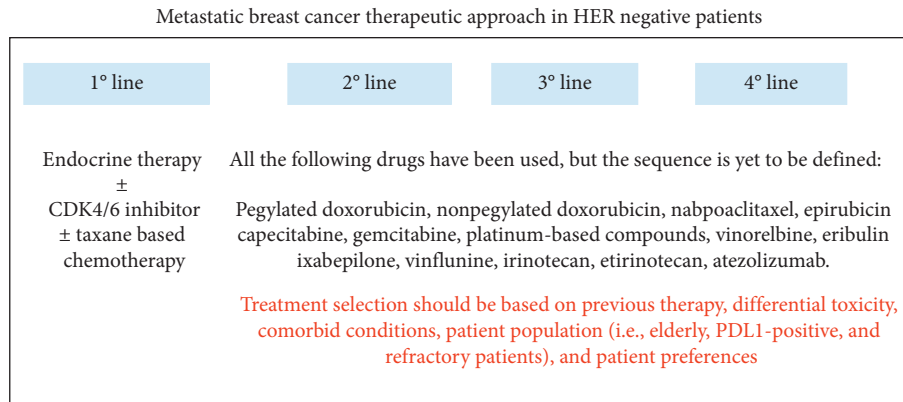 Metastatic breast cancer therapeutic approach in HER negative patients
1° line
2° line
3° line
4° line
Endocrine therapy
±
CDK4/6 inhibitor
± taxane based
chemotherapy
All the following drugs have been used, but the sequence is yet to be defined:
Pegylated doxorubicin, nonpegylated doxorubicin, nabpoaclitaxel, epirubicin
capecitabine, gemcitabine, platinum-based compounds, vinorelbine, eribulin
ixabepilone, vinflunine, irinotecan, etirinotecan, atezolizumab.
Treatment selection should be based on previous therapy, differential toxicity,
comorbid conditions, patient population (i.e., elderly, PDL1-positive, and
refractory patients), and patient preferences